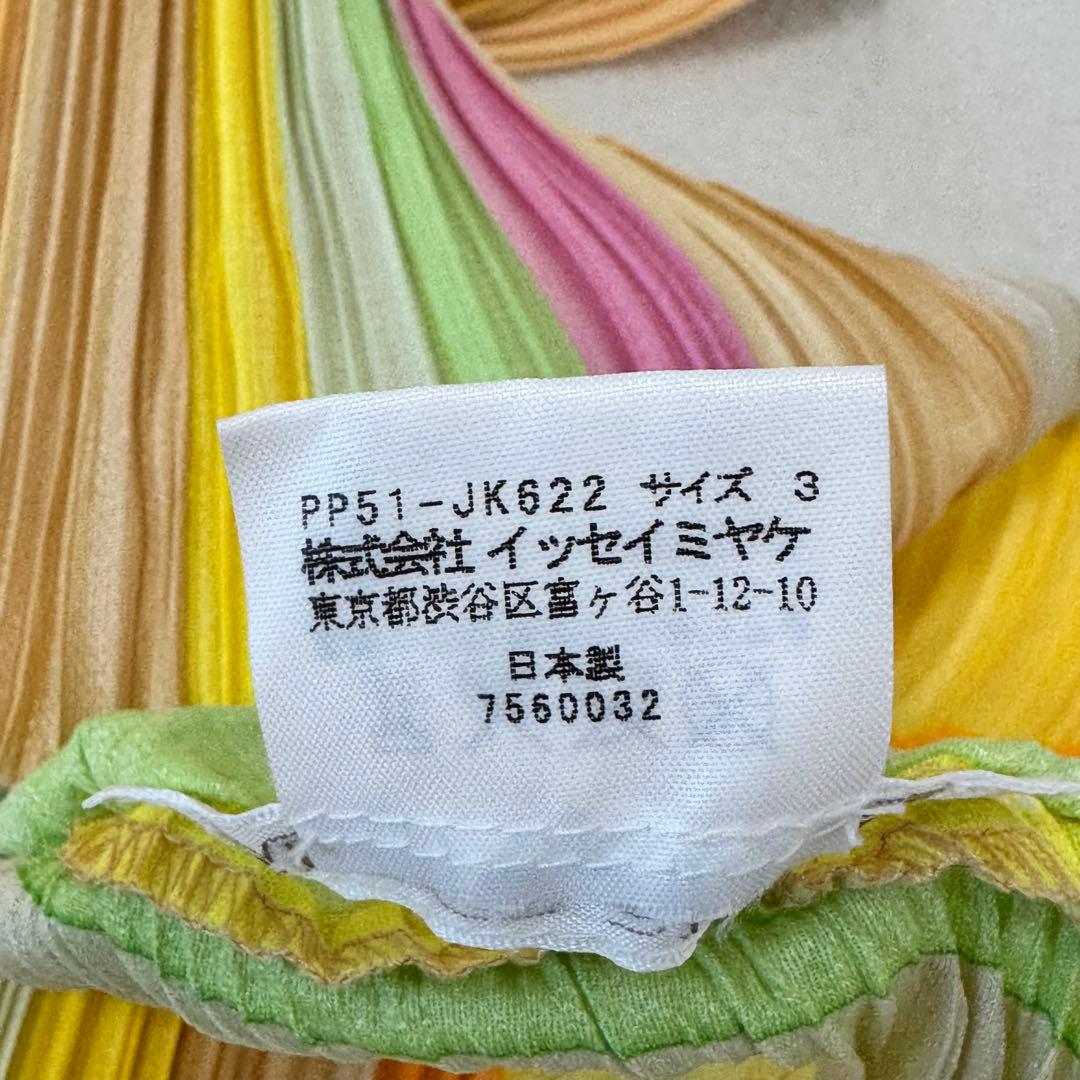 PP51-JK622 サイズ 3
株式会社 イッセイミヤケ
東京都渋谷区富ヶ谷1-12-10
日本製
7560032